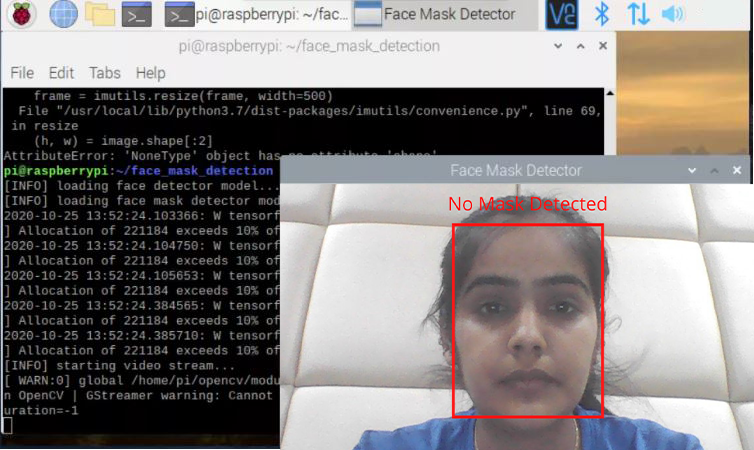 pi@raspberrypi: ~/fac...
Face Mask Detector
pi@raspberrypi: ~/face_mask_detection
File Edit Tabs Help
frame = imutils.resize(frame, width=500)
File "/usr/local/lib/python3.7/dist-packages/imutils/convenience.py", line 69,
in resize
(h, w) = image.shape[:2]
AttributeError: 'NoneType' object has no attribute 'shape'
pi@raspberrypi:~/face_mask_detection
[INFO] loading face detector model...
[INFO] loading face mask detector mod
2020-10-25 13:52:24.103366: W tensorf
] Allocation of 221184 exceeds 10% of
2020-10-25 13:52:24.104750: W tensorf
] Allocation of 221184 exceeds 10% of
2020-10-25 13:52:24.105653: W tensorf
] Allocation of 221184 exceeds 10% of
2020-10-25 13:52:24.384565: W tensorf
] Allocation of 221184 exceeds 10% of
2020-10-25 13:52:24.385710: W tensorf
] Allocation of 221184 exceeds 10% of
[INFO] starting video stream...
[ WARN:0] global /home/pi/opencv/modu
n OpenCV | GStreamer warning: Cannot
uration=-1
Face Mask Detector
No Mask Detected